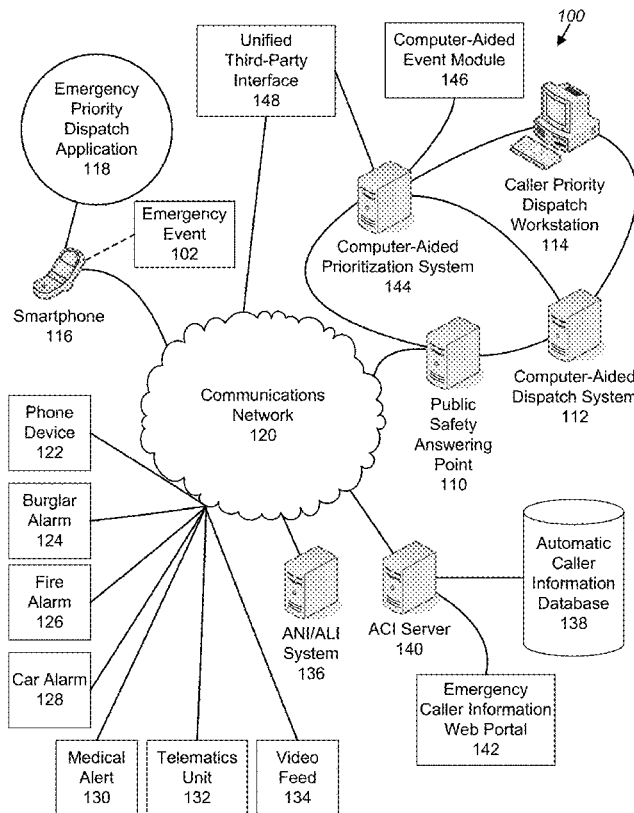 100
Unified
Third-Party
Interface
148
Computer-Aided
Event Module
146
Emergency
Priority
Dispatch
Application
118
Emergency
Event
102
Smartphone
116
Computer-Aided
Prioritization System
144
Caller Priority
Dispatch
Workstation
114
Communications
Network
120
Public
Safety
Answering
Point
110
Computer-Aided
Dispatch System
112
Phone
Device
122
Burglar
Alarm
124
Fire
Alarm
126
Car Alarm
128
Medical
Alert
130
Telematics
Unit
132
Video
Feed
134
ANI/ALI
System
136
ACI Server
140
Automatic
Caller
Information
Database
138
Emergency
Caller Information
Web Portal
142